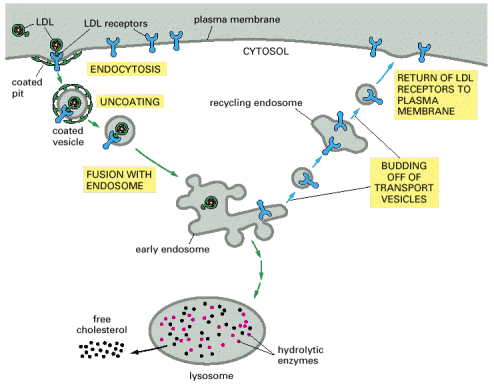 LDL
LDL receptors
plasma membrane
CYTOSOL
coated
pit
ENDOCYTOSIS
UNCOATING
coated
vesicle
FUSION WITH
ENDOSOME
recycling endosome
RETURN OF LDL
RECEPTORS TO
PLASMA
MEMBRANE
BUDDING
OFF OF
TRANSPORT
VESICLES
early endosome
free
cholesterol
hydrolytic
enzymes
lysosome